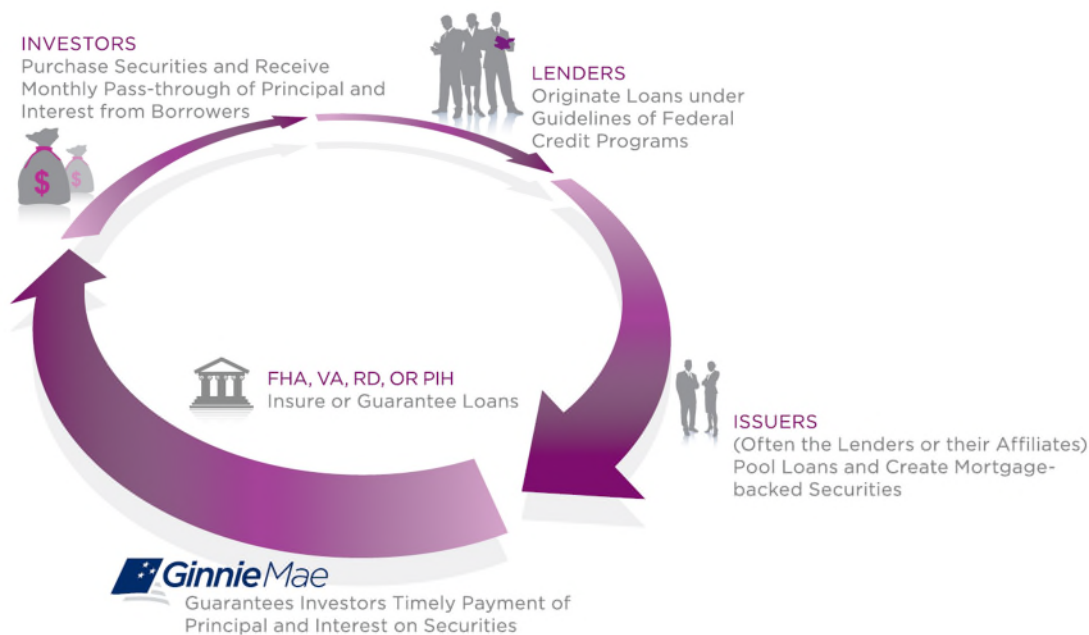 INVESTORS
Purchase Securities and Receive
Monthly Pass-through of Principal and
Interest from Borrowers
$
$
LENDERS
Originate Loans under
Guidelines of Federal
Credit Programs
FHA, VA, RD, OR PIH
Insure or Guarantee Loans
ISSUERS
(Often the Lenders or their Affiliates)
Pool Loans and Create Mortgage-
backed Securities
GinnieMae
Guarantees Investors Timely Payment of
Principal and Interest on Securities